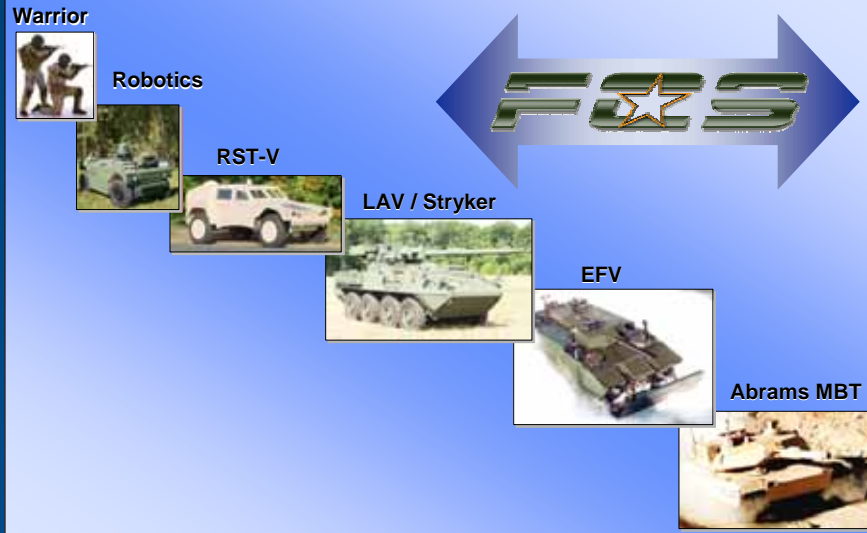 Warrior
Robotics
FCS
RST-V
LAV / Stryker
EFV
Abrams MBT